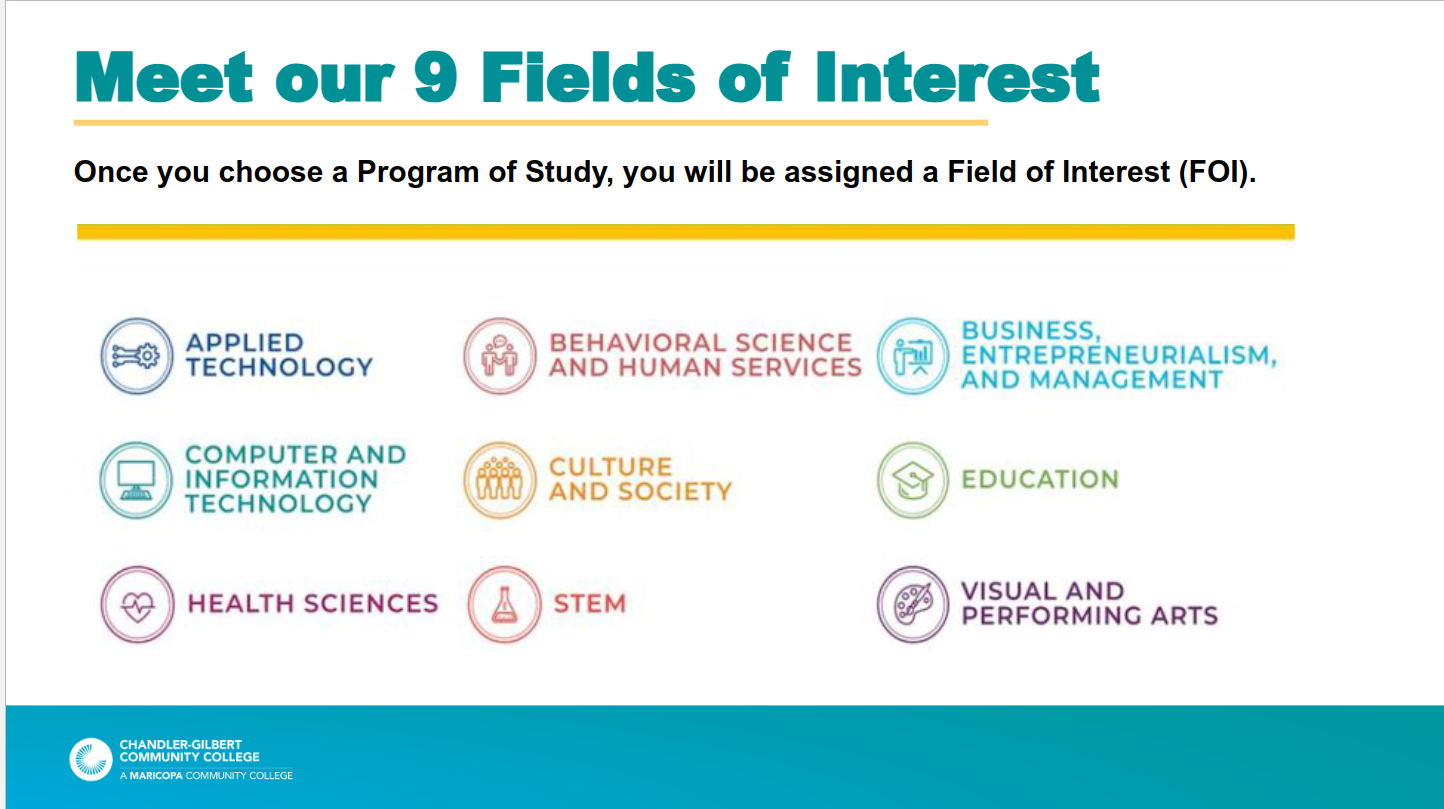 Meet our 9 Fields of Interest
Once you choose a Program of Study, you will be assigned a Field of Interest (FOI).
APPLIED
TECHNOLOGY
BEHAVIORAL SCIENCE
AND HUMAN SERVICES
BUSINESS,
ENTREPRENEURIALISM,
AND MANAGEMENT
COMPUTER AND
INFORMATION
TECHNOLOGY
CULTURE
AND SOCIETY
EDUCATION
HEALTH SCIENCES
STEM
VISUAL AND
PERFORMING ARTS
CHANDLER-GILBERT
COMMUNITY COLLEGE
A MARICOPA COMMUNITY COLLEGE